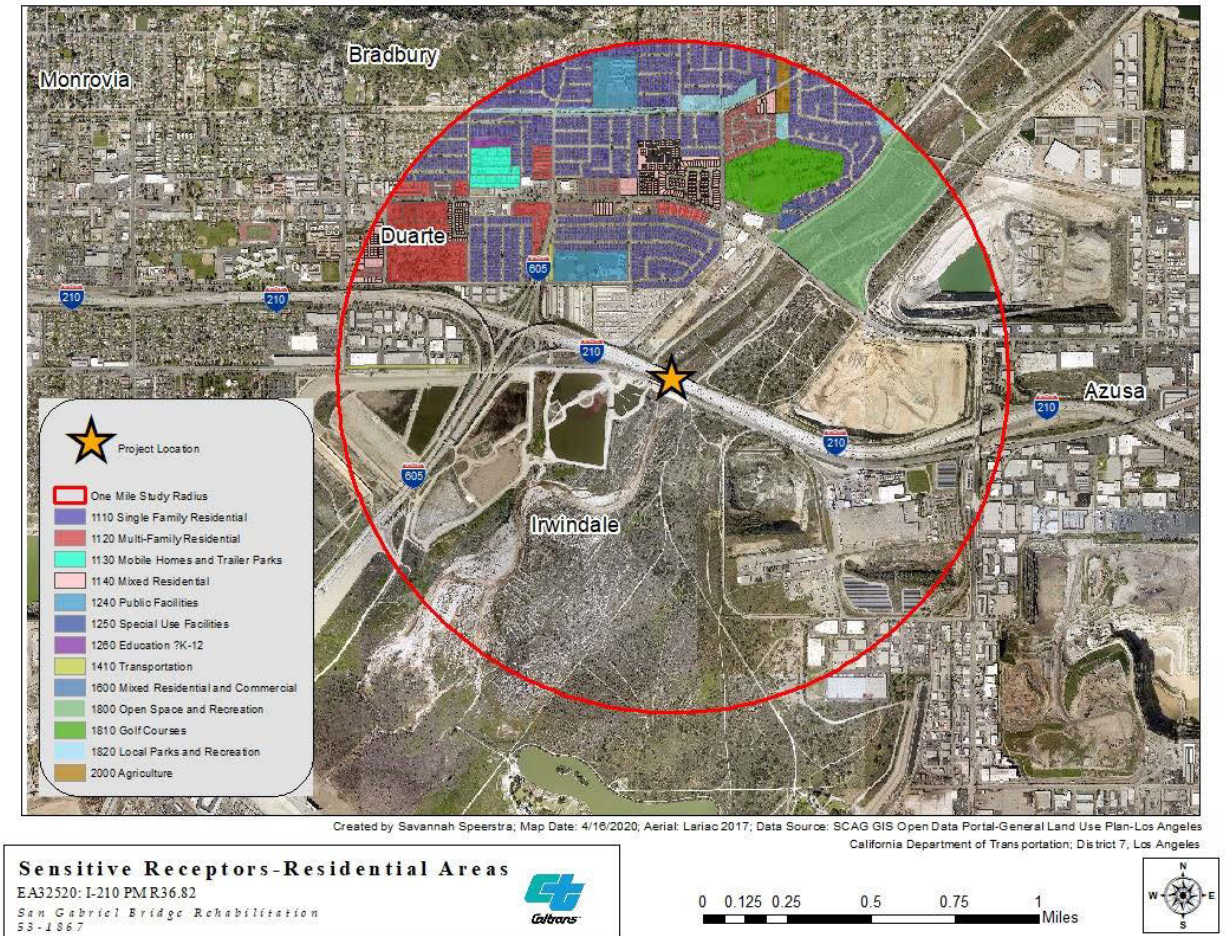 Bradbury
Monrovia
Duarte
605
210
210
210
Azusa
210
210
605
Irwindale
Project Location
One Mile Study Radius
1110 Single Family Residential
1120 Multi-Family Residential
1130 Mobile Homes and Trailer Parks
1140 Mixed Residential
1240 Public Facilities
1250 Special Use Facilities
1260 Education ?K-12
1410 Transportation
1600 Mixed Residential and Commercial
1800 Open Space and Recreation
1810 Golf Courses
1820 Local Parks and Recreation
2000 Agriculture
Created by Savannah Speerstra; Map Date: 4/16/2020; Aerial: Lariac 2017; Data Source: SCAG GIS Open Data Portal-General Land Use Plan-Los Angeles
California Department of Transportation; District 7, Los Angeles
Sensitive Receptors-Residential Areas
EA32520: I-210 PM R36.82
San Gabriel Bridge Rehabilitation
53-1867
Caltrans
0 0.125 0.25 0.5 0.75 1
Miles
N
W E
S